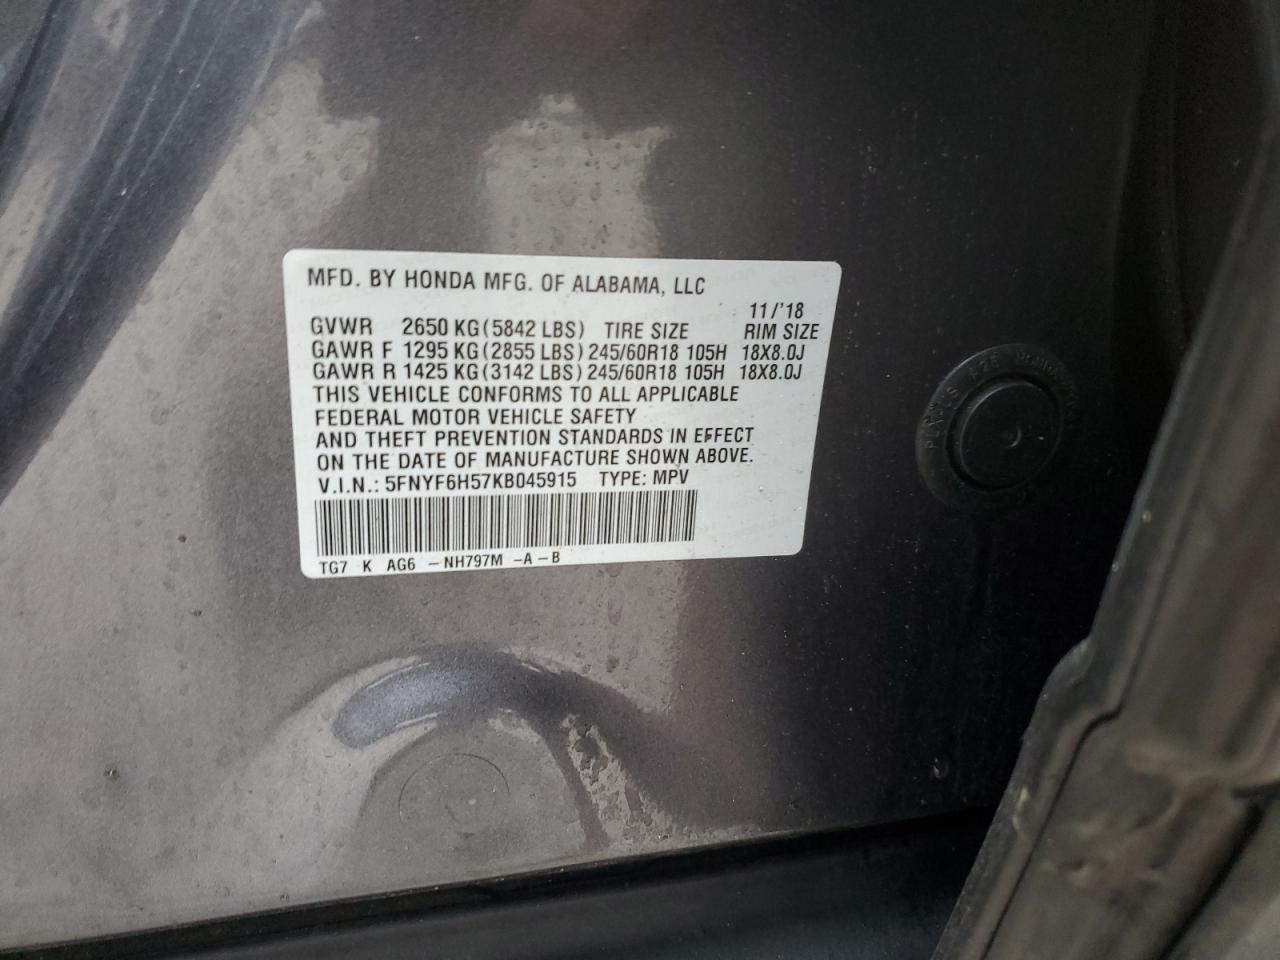 MFD. BY HONDA MFG. OF ALABAMA, LLC
11/'18
GVWR 2650 KG(5842 LBS) TIRE SIZE RIM SIZE
GAWR F 1295 KG(2855 LBS)245/60R18 105H 18X8.0J
GAWR R 1425 KG(3142 LBS)245/60R18 105H 18X8.0J
THIS VEHICLE CONFORMS TO ALL APPLICABLE
FEDERAL MOTOR VEHICLE SAFETY
AND THEFT PREVENTION STANDARDS IN EFFECT
ON THE DATE OF MANUFACTURE SHOWN ABOVE.
V.I.N.: 5FNYF6H57KB045915 TYPE: MPV
TG7 K AG6 -NH797M -A-B